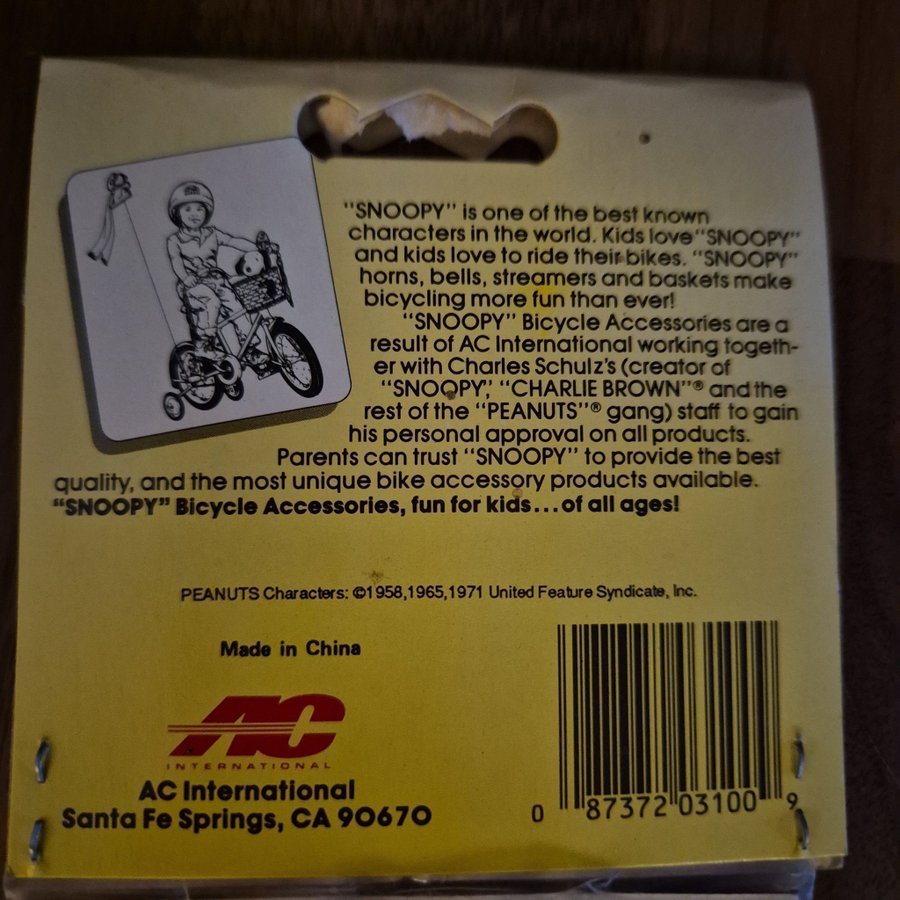 "SNOOPY" is one of the best known
characters in the world. Kids love "SNOOPY"
and kids love to ride their bikes. "SNOOPY"
horns, bells, streamers and baskets make
bicycling more fun than ever!
"SNOOPY" Bicycle Accessories are a
result of AC International working togeth-
er with Charles Schulz's (creator of
"SNOOPY", "CHARLIE BROWN"® and the
rest of the "PEANUTS"® gang) staff to gain
his personal approval on all products.
Parents can trust "SNOOPY" to provide the best
quality, and the most unique bike accessory products available.
"SNOOPY" Bicycle Accessories, fun for kids...of all ages!
PEANUTS Characters: ©1958,1965,1971 United Feature Syndicate, Inc.
Made in China
AC
INTERNATIONAL
AC International
Santa Fe Springs, CA 90670
0 87372 03100 9